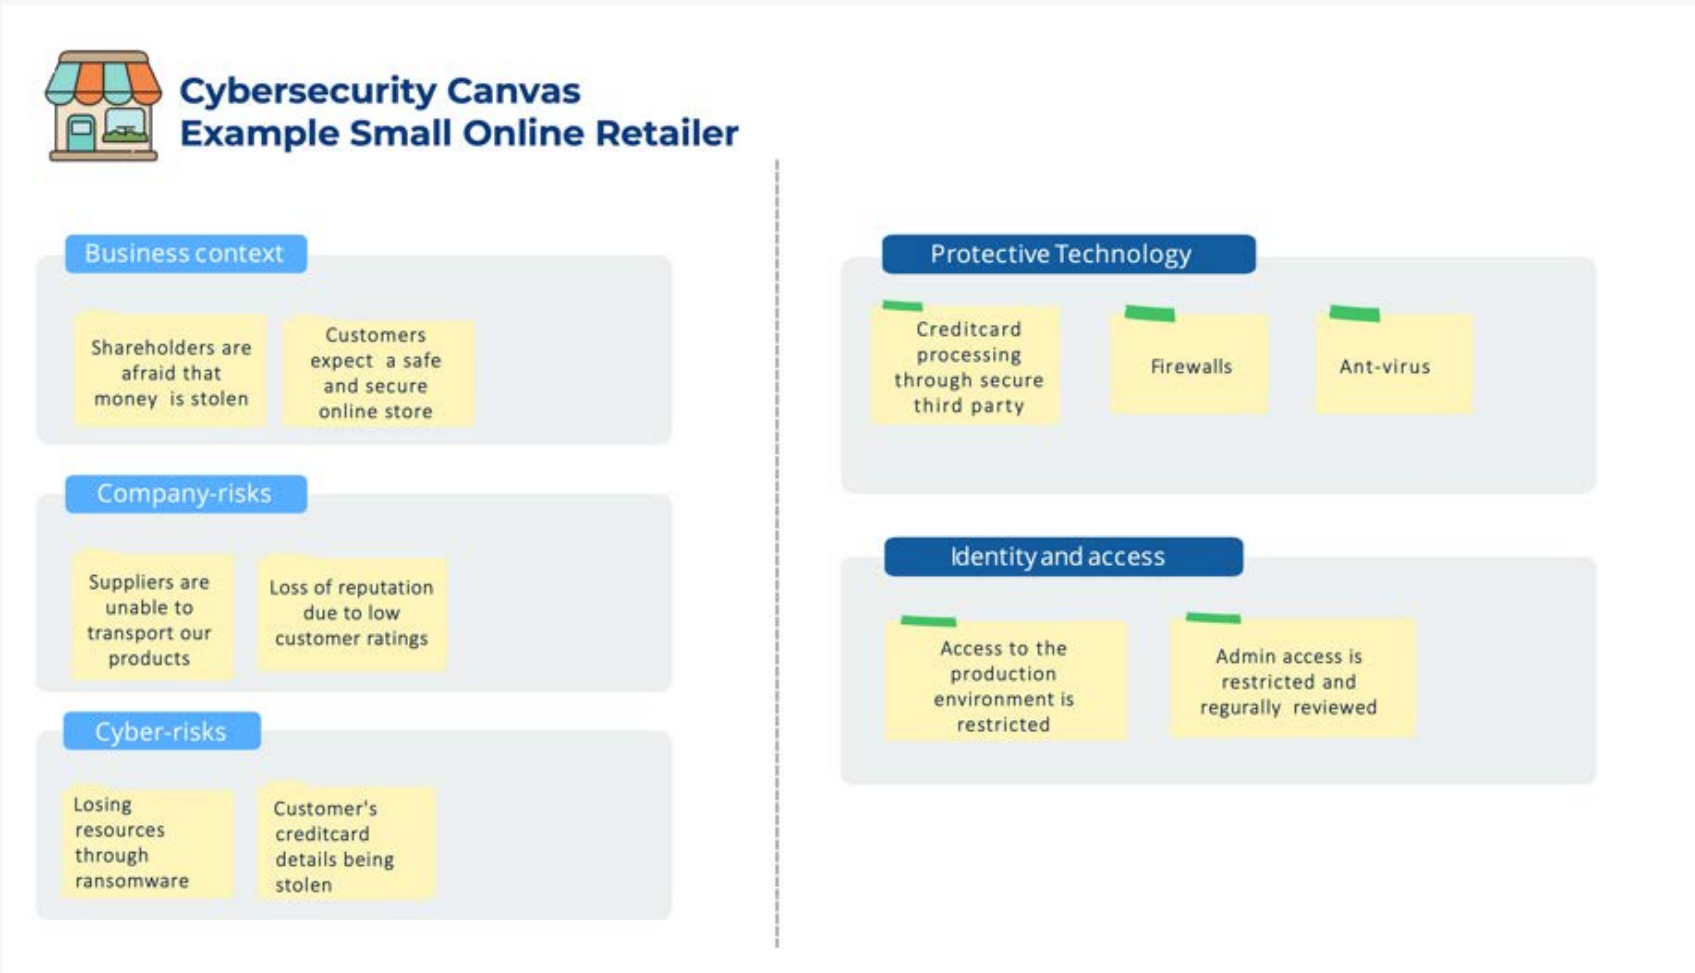 Cybersecurity Canvas
Example Small Online Retailer
Business context
Shareholders are
afraid that
money is stolen
Customers
expect a safe
and secure
online store
Company-risks
Suppliers are
unable to
transport our
products
Loss of reputation
due to low
customer ratings
Cyber-risks
Losing
resources
through
ransomware
Customer's
creditcard
details being
stolen
Protective Technology
Creditcard
processing
through secure
third party
Firewalls
Ant-virus
Identity and access
Access to the
production
environment is
restricted
Admin access is
restricted and
regurally reviewed